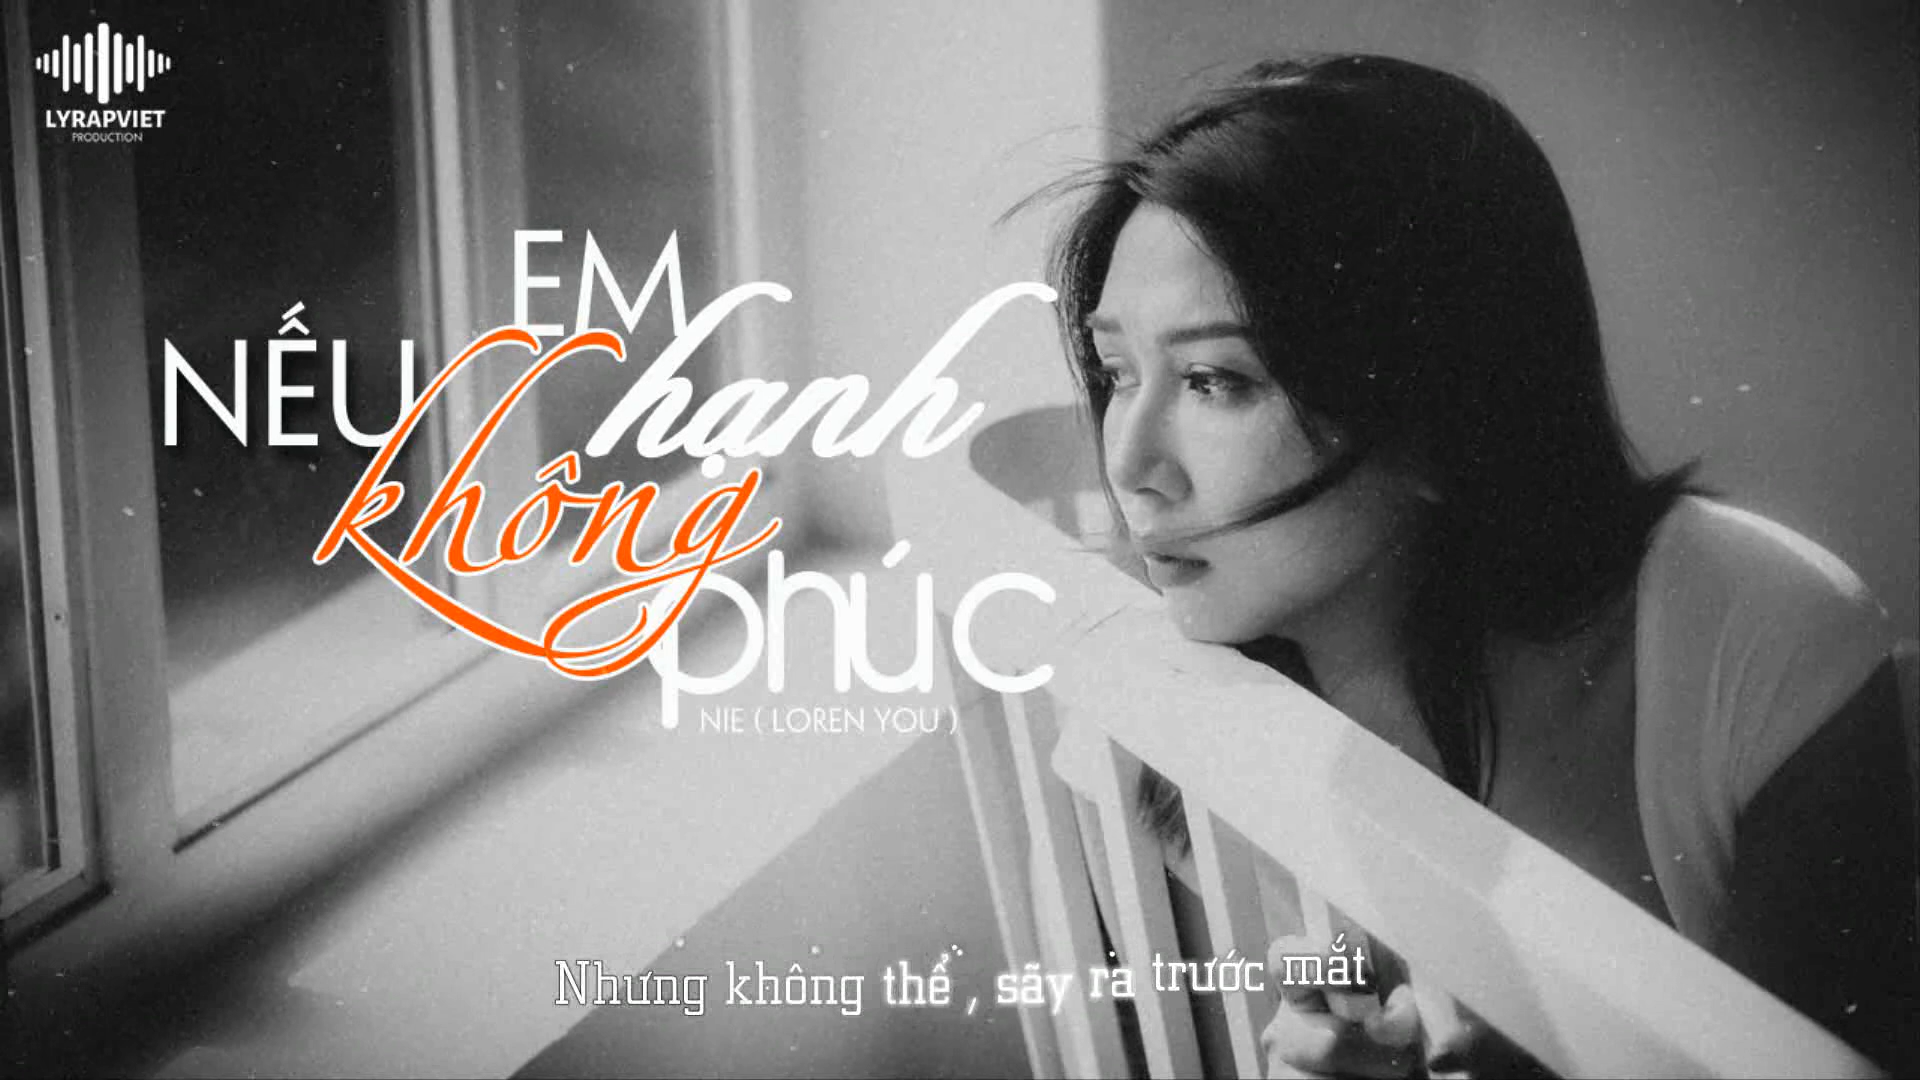 LYRAPVIET
PRODUCTION
NẾU EM
không hạnh
phúc
NIE ( LOREN YOU )
Nhưng không thể , sãy ra trước mắt